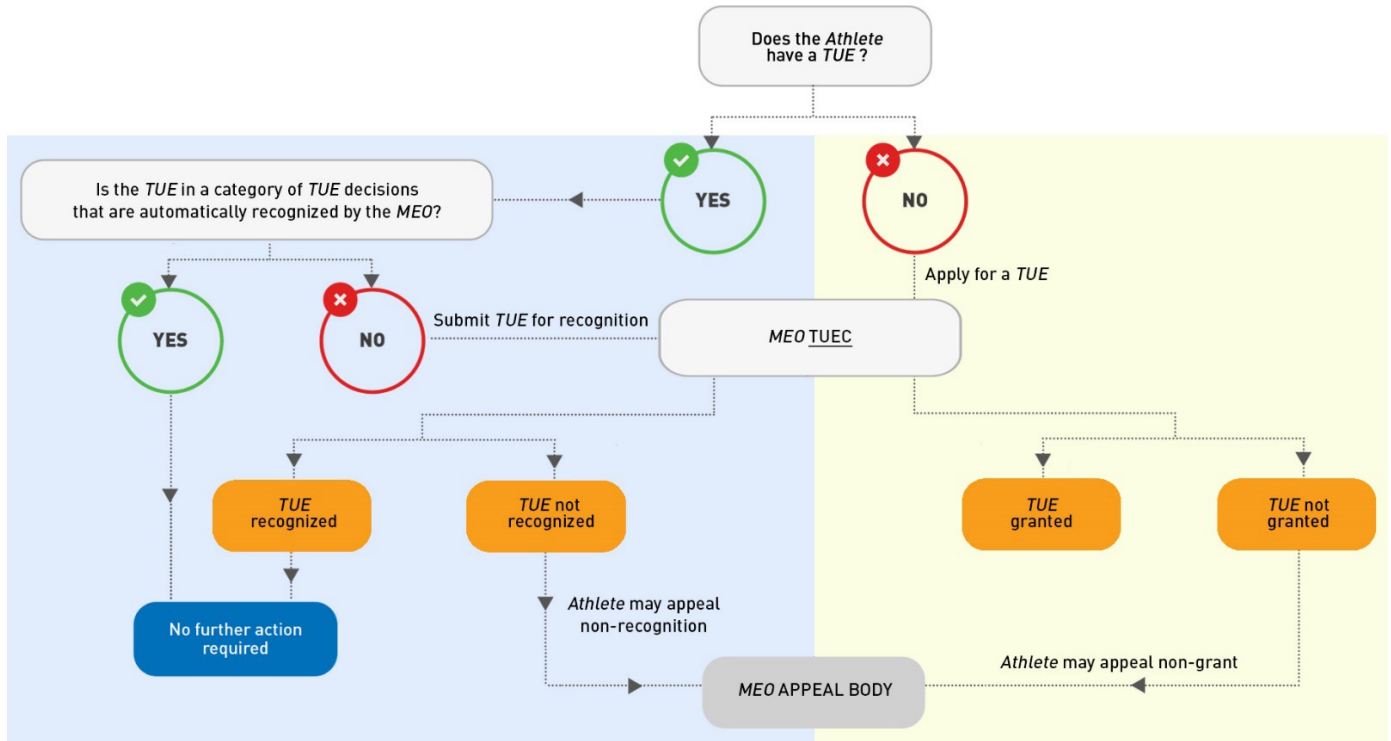 Does the Athlete
have a TUE ?
YES
NO
Is the TUE in a category of TUE decisions
that are automatically recognized by the MEO?
Apply for a TUE
YES
NO
Submit TUE for recognition
MEO TUEC
TUE
recognized
TUE not
recognized
TUE
granted
TUE not
granted
No further action
required
Athlete may appeal
non-recognition
Athlete may appeal non-grant
MEO APPEAL BODY